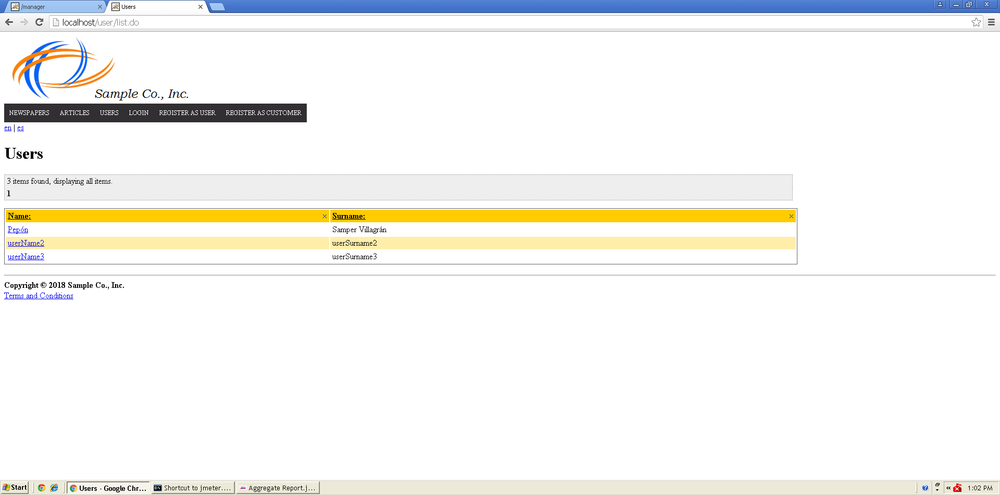 /manager
Users
localhost/user/list.do
Sample Co., Inc.
NEWSPAPERS ARTICLES USERS LOGIN REGISTER AS USER REGISTER AS CUSTOMER
en | es
Users
3 items found, displaying all items.
1
Name: Surname:
Pepón Samper Villagrán
userName2 userSurname2
userName3 userSurname3
Copyright © 2018 Sample Co., Inc.
Terms and Conditions
Start Users - Google Chr... Shortcut to jmeter.... Aggregate Report.j... « 1:02 PM